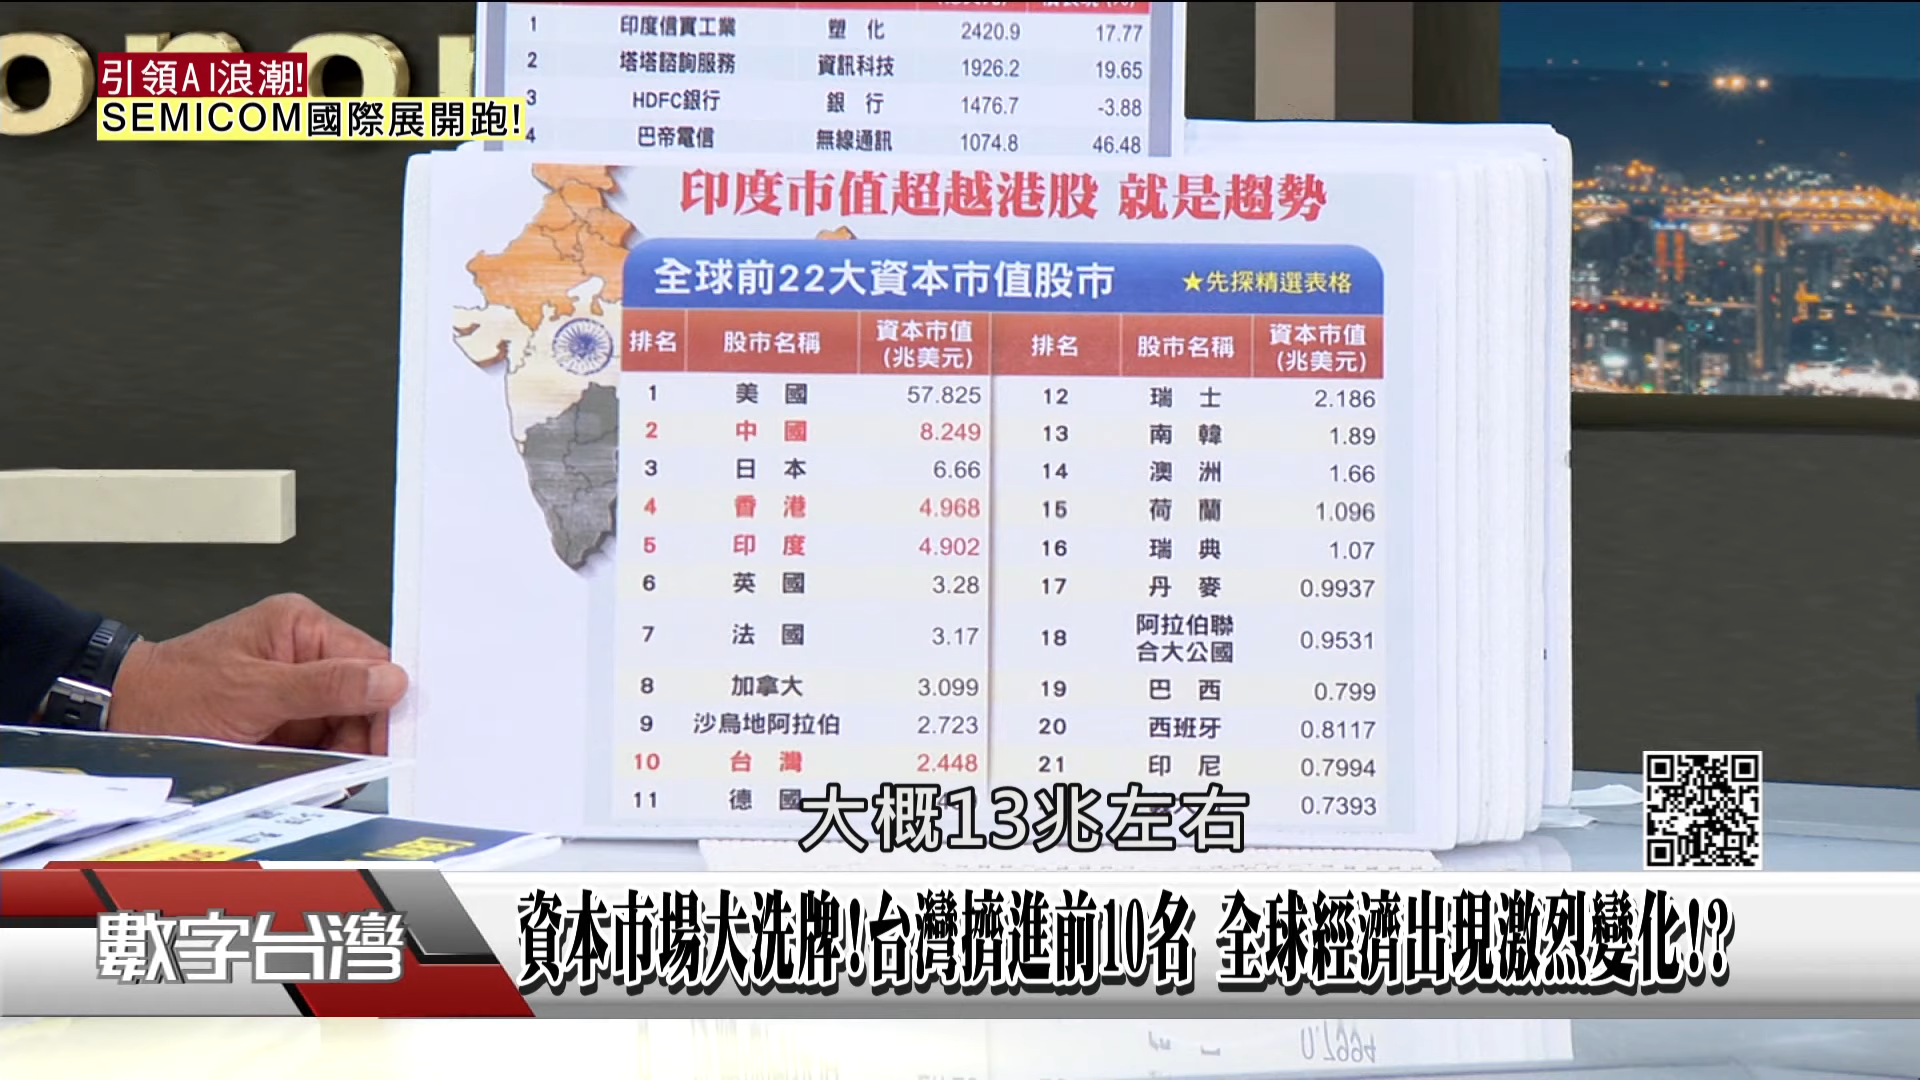 1 印度信實工業 塑 化 2420.9 17.77
2 塔塔諮詢服務 資訊科技 1926.2 19.65
3 HDFC銀行 銀 行 1476.7 -3.88
4 巴帝電信 無線通訊 1074.8 46.48
引領AI浪潮!
SEMICOM國際展開跑!
印度市值超越港股 就是趨勢
全球前22大資本市值股市 ★先探精選表格
排名 股市名稱 資本市值(兆美元) 排名 股市名稱 資本市值(兆美元)
1 美 國 57.825 12 瑞 士 2.186
2 中 國 8.249 13 南 韓 1.89
3 日 本 6.66 14 澳 洲 1.66
4 香 港 4.968 15 荷 蘭 1.096
5 印 度 4.902 16 瑞 典 1.07
6 英 國 3.28 17 丹 麥 0.9937
7 法 國 3.17 18 阿拉伯聯合大公國 0.9531
8 加拿大 3.099 19 巴 西 0.799
9 沙烏地阿拉伯 2.723 20 西班牙 0.8117
10 台 灣 2.448 21 印 尼 0.7994
11 德 國 0.7393
大概13兆左右
數字台灣
資本市場大洗牌!台灣擠進前10名 全球經濟出現激烈變化!?